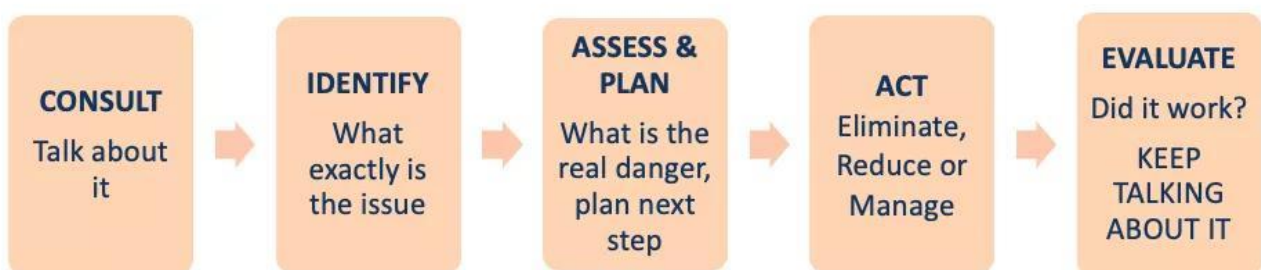 CONSULT
Talk about
it
IDENTIFY
What
exactly is
the issue
ASSESS &
PLAN
What is the
real danger,
plan next
step
ACT
Eliminate,
Reduce or
Manage
EVALUATE
Did it work?
KEEP
TALKING
ABOUT IT